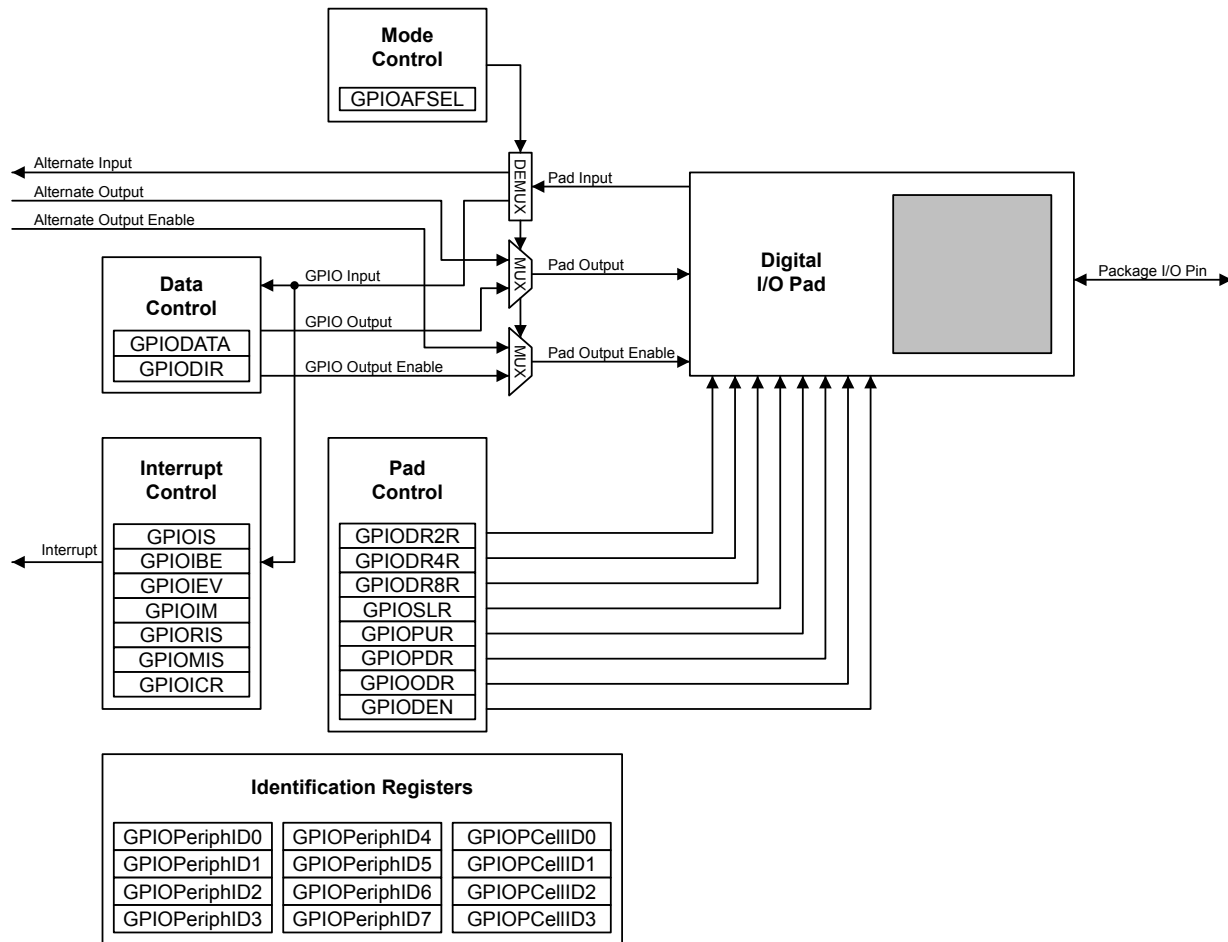 Mode
Control
GPIOAFSEL
Alternate Input
Alternate Output
Alternate Output Enable
DEMUX
Pad Input
MUX
Pad Output
MUX
Pad Output Enable
Digital
I/O Pad
Package I/O Pin
Data
Control
GPIODATA
GPIODIR
GPIO Input
GPIO Output
GPIO Output Enable
Interrupt
Control
GPIOIS
GPIOIBE
GPIOIEV
GPIOIM
GPIORIS
GPIOMIS
GPIOICR
Interrupt
Pad
Control
GPIODR2R
GPIODR4R
GPIODR8R
GPIOSLR
GPIOPUR
GPIOPDR
GPIOODR
GPIODEN
Identification Registers
GPIOPeriphID0
GPIOPeriphID1
GPIOPeriphID2
GPIOPeriphID3
GPIOPeriphID4
GPIOPeriphID5
GPIOPeriphID6
GPIOPeriphID7
GPIOPCellID0
GPIOPCellID1
GPIOPCellID2
GPIOPCellID3